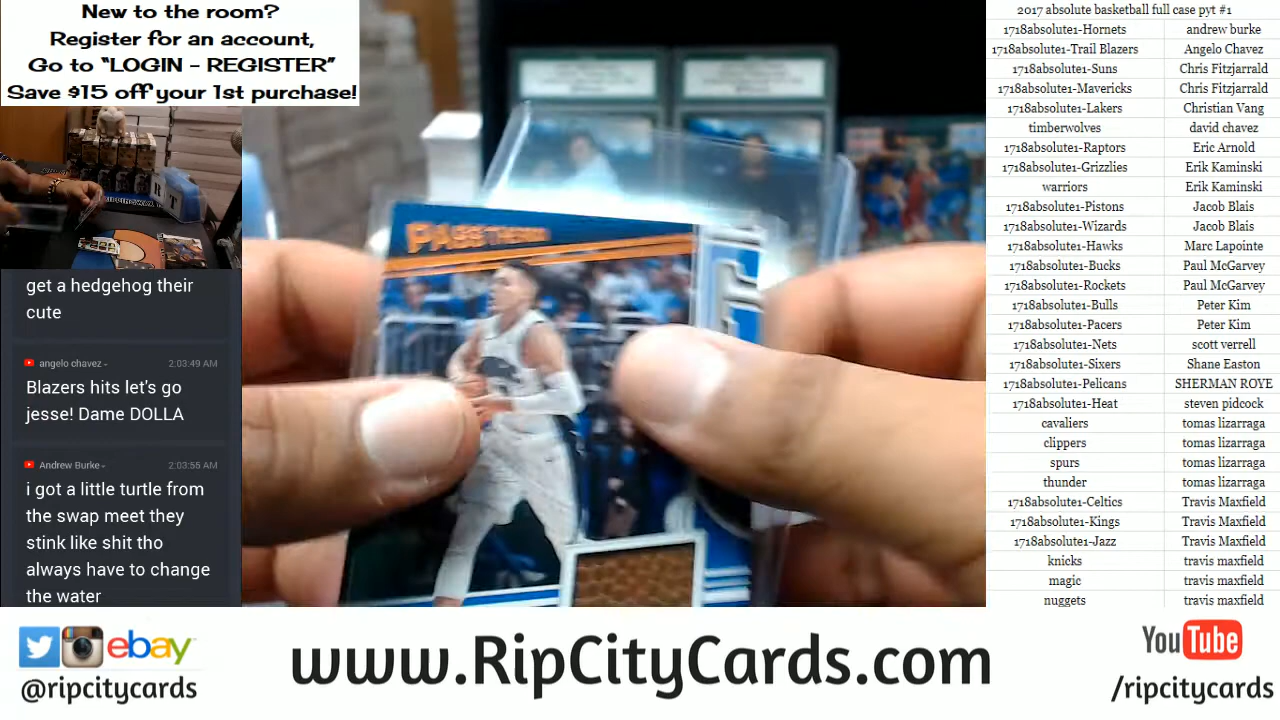 New to the room?
Register for an account,
Go to "LOGIN - REGISTER"
Save $15 off your 1st purchase!
get a hedgehog their
cute
angelo chavez
2:03:49 AM
Blazers hits let's go
jesse! Dame DOLLA
Andrew Burke
2:03:55 AM
i got a little turtle from
the swap meet they
stink like shit tho
always have to change
the water
PASS THE
2017 absolute basketball full case pyt #1
1718absolute1-Hornets andrew burke
1718absolute1-Trail Blazers Angelo Chavez
1718absolute1-Suns Chris Fitzjarrald
1718absolute1-Mavericks Chris Fitzjarrald
1718absolute1-Lakers Christian Vang
timberwolves david chavez
1718absolute1-Raptors Eric Arnold
1718absolute1-Grizzlies Erik Kaminski
warriors Erik Kaminski
1718absolute1-Pistons Jacob Blais
1718absolute1-Wizards Jacob Blais
1718absolute1-Hawks Marc Lapointe
1718absolute1-Bucks Paul McGarvey
1718absolute1-Rockets Paul McGarvey
1718absolute1-Bulls Peter Kim
1718absolute1-Pacers Peter Kim
1718absolute1-Nets scott verrell
1718absolute1-Sixers Shane Easton
1718absolute1-Pelicans SHERMAN ROYE
1718absolute1-Heat steven pidcock
cavaliers tomas lizarraga
clippers tomas lizarraga
spurs tomas lizarraga
thunder tomas lizarraga
1718absolute1-Celtics Travis Maxfield
1718absolute1-Kings Travis Maxfield
1718absolute1-Jazz Travis Maxfield
knicks travis maxfield
magic travis maxfield
nuggets travis maxfield
ebay
@ripcitycards
www.RipCityCards.com
YouTube
/ripcitycards